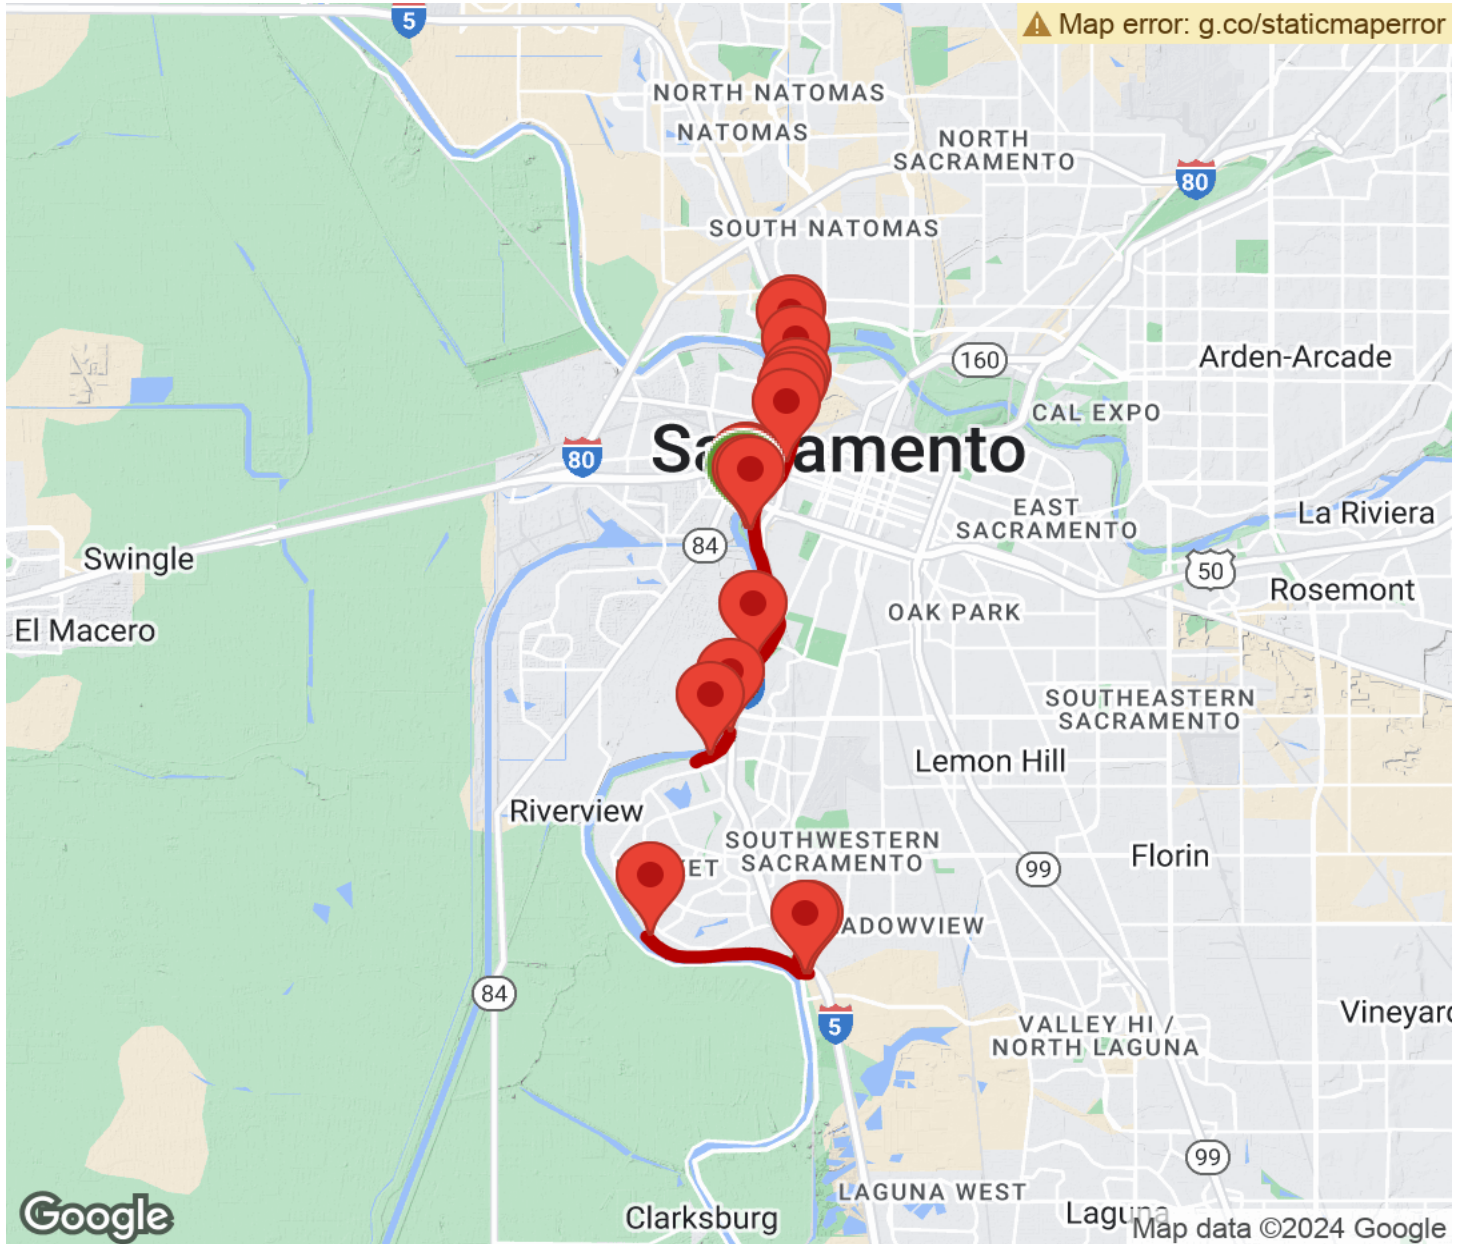 5
Map error: g.co/staticmaperror
NORTH NATOMAS
NATOMAS
NORTH
SACRAMENTO
80
SOUTH NATOMAS
160
Arden-Arcade
CAL EXPO
80
Sacramento
EAST
SACRAMENTO
La Riviera
84
Swingle
50
Rosemont
El Macero
OAK PARK
SOUTHEASTERN
SACRAMENTO
Lemon Hill
Riverview
SOUTHWESTERN
SACRAMENTO
Florin
99
ET
ADOWVIEW
84
5
VALLEY HI /
NORTH LAGUNA
Vineyard
99
LAGUNA WEST
Clarksburg
Laguna
Google
Map data ©2024 Google